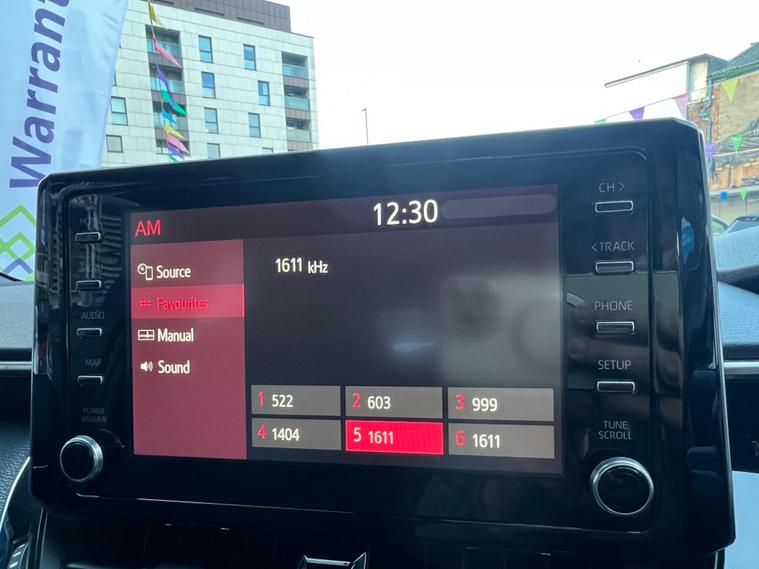 Warrant
AM
12:30
Source
Favourites
Manual
Sound
1611 kHz
1 522
2 603
3 999
4 1404
5 1611
6 1611
AUDIO
MAP
POWER
VOLUME
CH >
< TRACK
PHONE
SETUP
TUNE
SCROLL